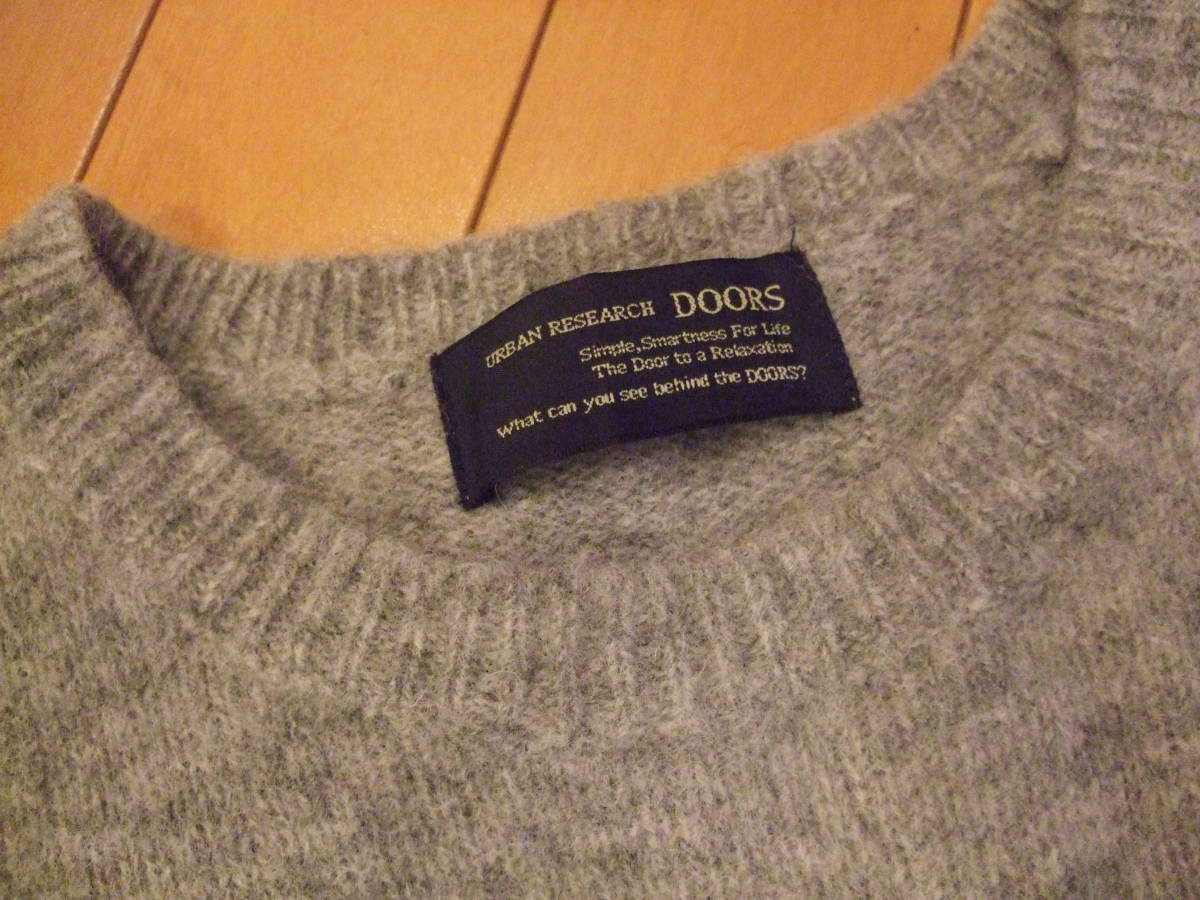 URBAN RESEARCH DOORS
Simple,Smartness For Life
The Door to a Relaxation
What can you see behind the DOORS?